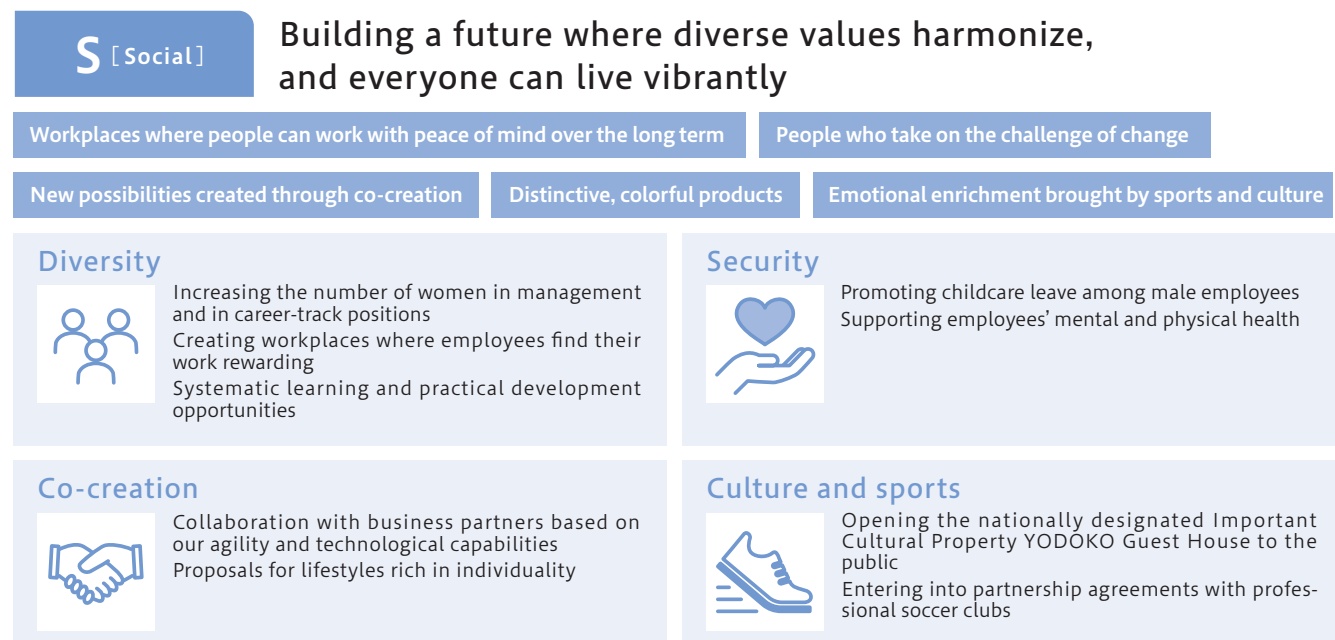 S [Social]
Building a future where diverse values harmonize,
and everyone can live vibrantly
Workplaces where people can work with peace of mind over the long term
People who take on the challenge of change
New possibilities created through co-creation
Distinctive, colorful products
Emotional enrichment brought by sports and culture
Diversity
Increasing the number of women in management
and in career-track positions
Creating workplaces where employees find their
work rewarding
Systematic learning and practical development
opportunities
Security
Promoting childcare leave among male employees
Supporting employees’ mental and physical health
Co-creation
Collaboration with business partners based on
our agility and technological capabilities
Proposals for lifestyles rich in individuality
Culture and sports
Opening the nationally designated Important
Cultural Property YODOKO Guest House to the
public
Entering into partnership agreements with profes-
sional soccer clubs